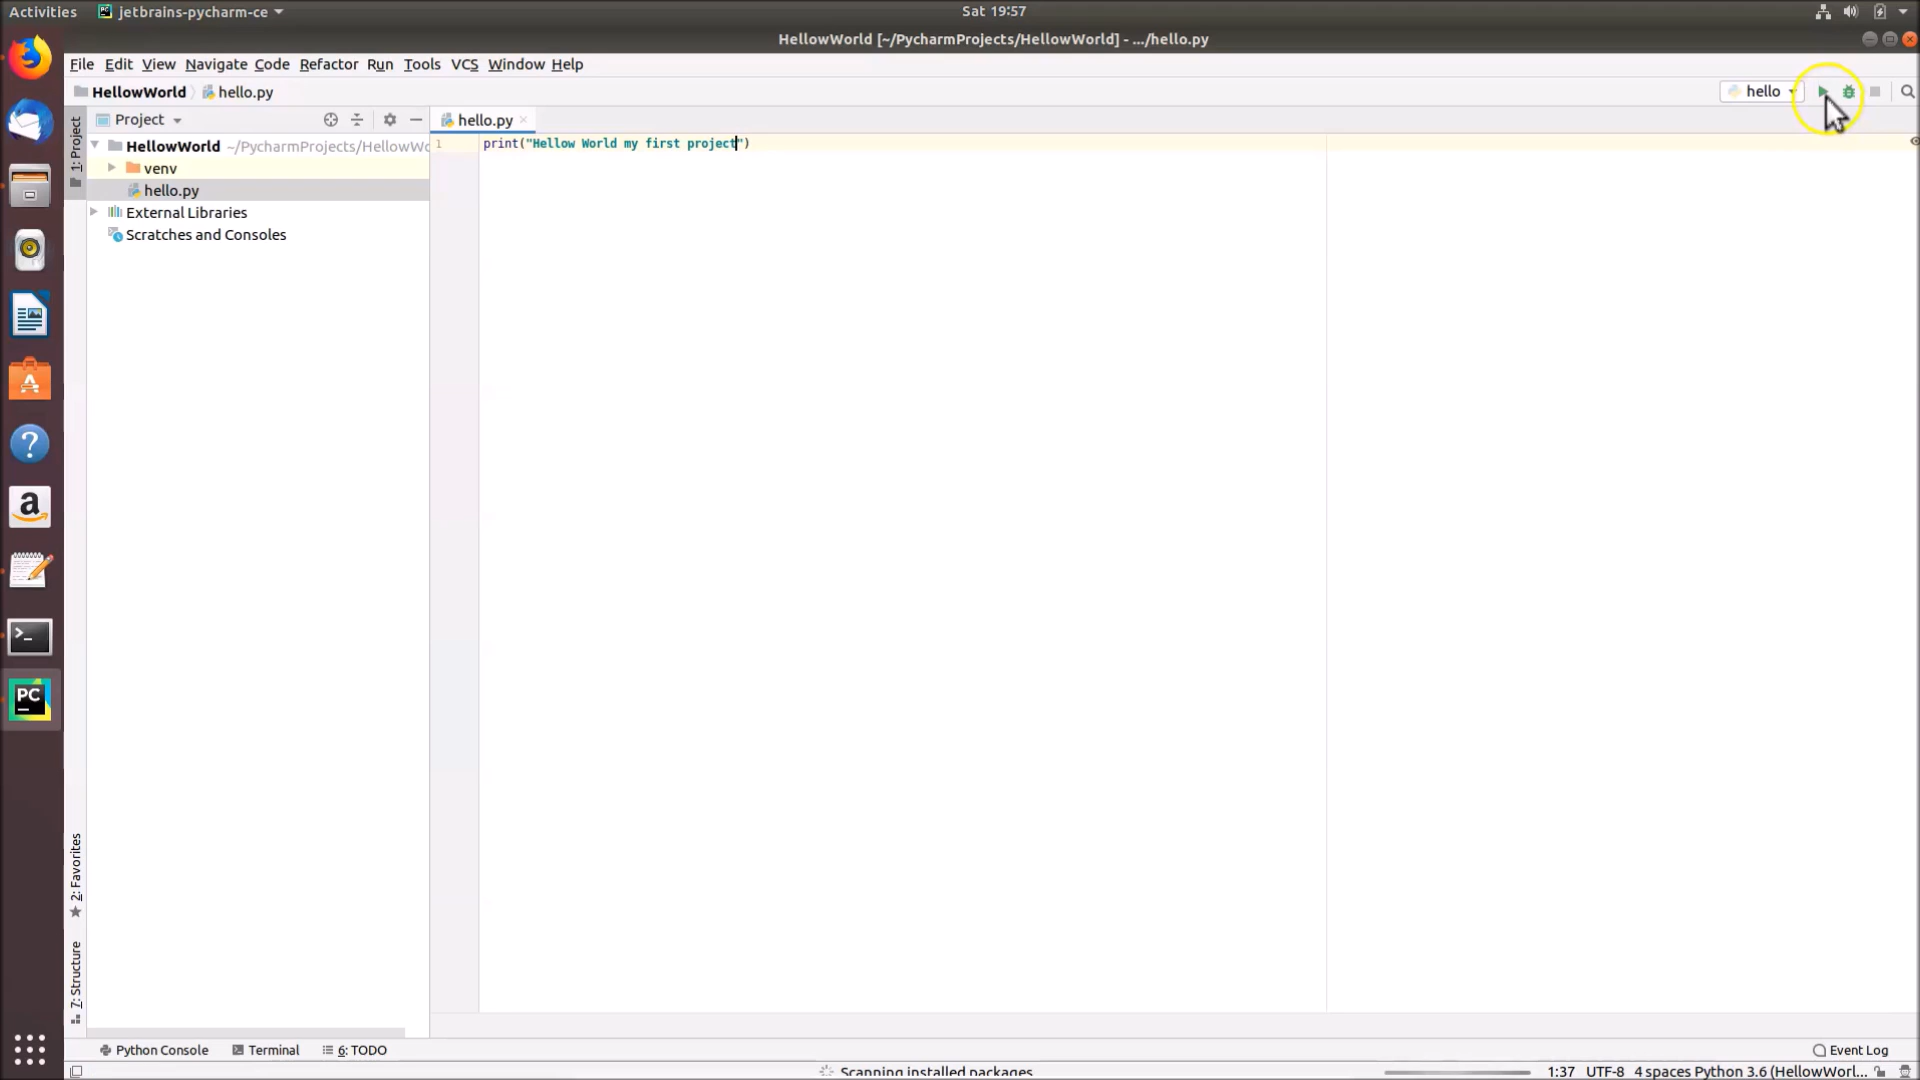 Activities jetbrains-pycharm-ce Sat 19:57
HellowWorld [~/PycharmProjects/HellowWorld] - .../hello.py
File Edit View Navigate Code Refactor Run Tools VCS Window Help
HellowWorld hello.py hello
1: Project
Project
hello.py
HellowWorld ~/PycharmProjects/HellowWo
venv
hello.py
External Libraries
Scratches and Consoles
1 print("Hellow World my first project")
2: Favorites
7: Structure
Python Console Terminal 6: TODO Event Log
Scanning installed packages 1:37 UTF-8 4 spaces Python 3.6 (HellowWorl...